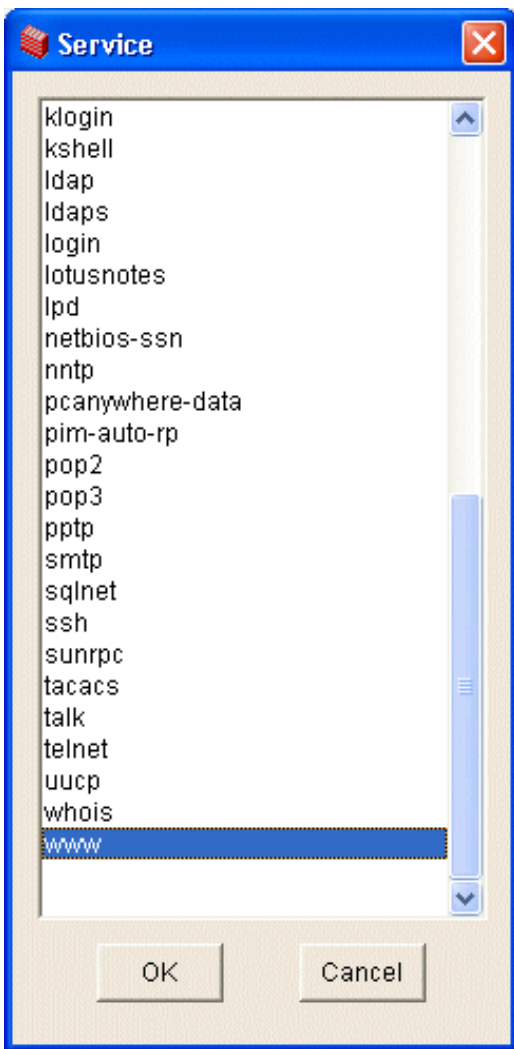 Service
klogin
kshell
ldap
ldaps
login
lotusnotes
lpd
netbios-ssn
nntp
pcanywhere-data
pim-auto-rp
pop2
pop3
pptp
smtp
sqlnet
ssh
sunrpc
tacacs
talk
telnet
uucp
whois
www
OK
Cancel